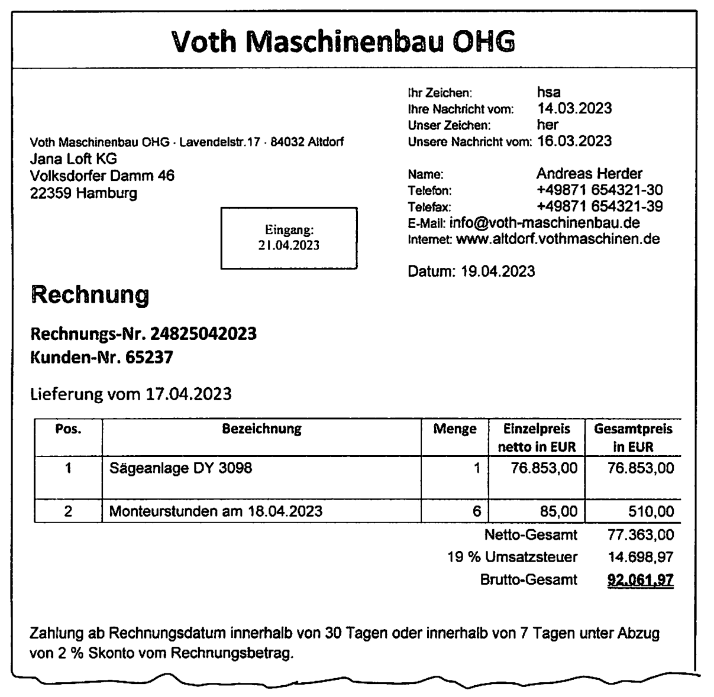 Voth Maschinenbau OHG
Ihr Zeichen: hsa
Ihre Nachricht vom: 14.03.2023
Unser Zeichen: her
Unsere Nachricht vom: 16.03.2023
Voth Maschinenbau OHG · Lavendelstr.17 · 84032 Altdorf
Jana Loft KG
Volksdorfer Damm 46
22359 Hamburg
Name: Andreas Herder
Telefon: +49871 654321-30
Telefax: +49871 654321-39
E-Mail: info@voth-maschinenbau.de
Internet: www.altdorf.vothmaschinen.de
Eingang:
21.04.2023
Datum: 19.04.2023
Rechnung
Rechnungs-Nr. 24825042023
Kunden-Nr. 65237
Lieferung vom 17.04.2023
Pos. Bezeichnung Menge Einzelpreis netto in EUR Gesamtpreis in EUR
1 Sägeanlage DY 3098 1 76.853,00 76.853,00
2 Monteurstunden am 18.04.2023 6 85,00 510,00
Netto-Gesamt 77.363,00
19 % Umsatzsteuer 14.698,97
Brutto-Gesamt 92.061,97
Zahlung ab Rechnungsdatum innerhalb von 30 Tagen oder innerhalb von 7 Tagen unter Abzug
von 2 % Skonto vom Rechnungsbetrag.